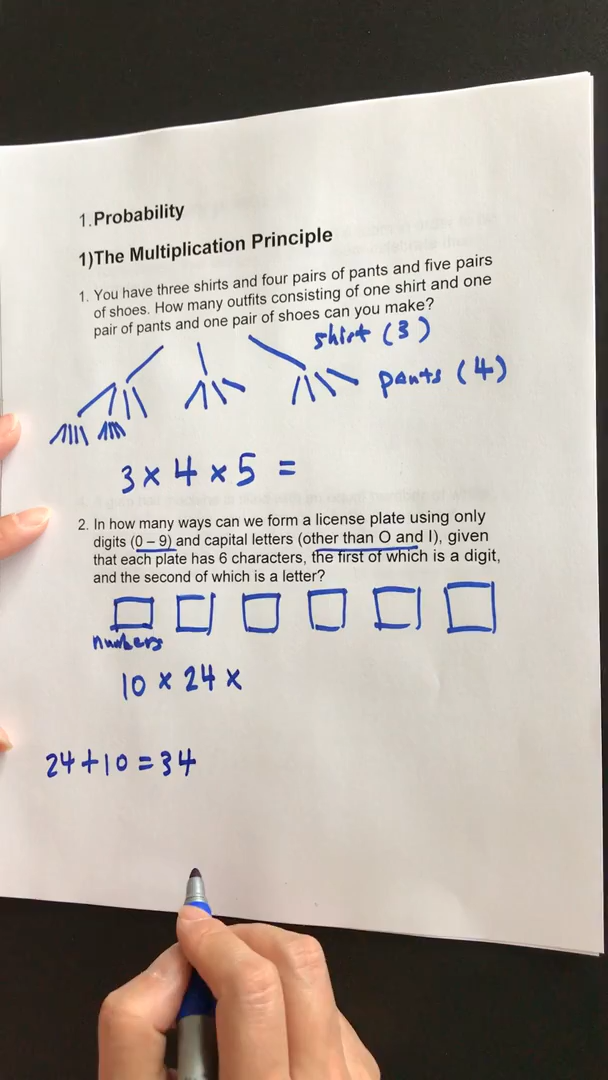 1.Probability
1)The Multiplication Principle
1. You have three shirts and four pairs of pants and five pairs
of shoes. How many outfits consisting of one shirt and one
pair of pants and one pair of shoes can you make?
shirt (3)
pants (4)
3 × 4 × 5 =
2. In how many ways can we form a license plate using only
digits (0 – 9) and capital letters (other than O and I), given
that each plate has 6 characters, the first of which is a digit,
and the second of which is a letter?
numbers
10 × 24 ×
24+10=34